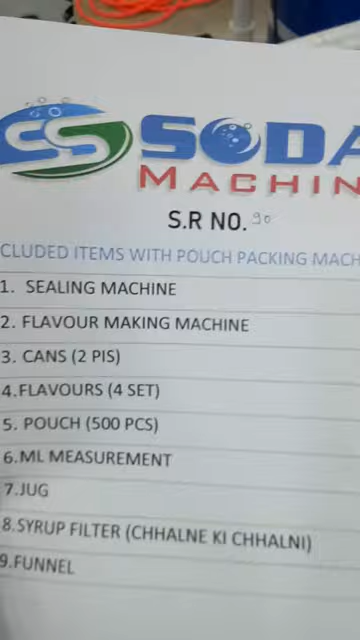 SODA
MACHIN
S.R NO. 90
CLUDED ITEMS WITH POUCH PACKING MACH
1. SEALING MACHINE
2. FLAVOUR MAKING MACHINE
3. CANS (2 PIS)
4.FLAVOURS (4 SET)
5. POUCH (500 PCS)
6.ML MEASUREMENT
7.JUG
8.SYRUP FILTER (CHHALNE KI CHHALNI)
9.FUNNEL